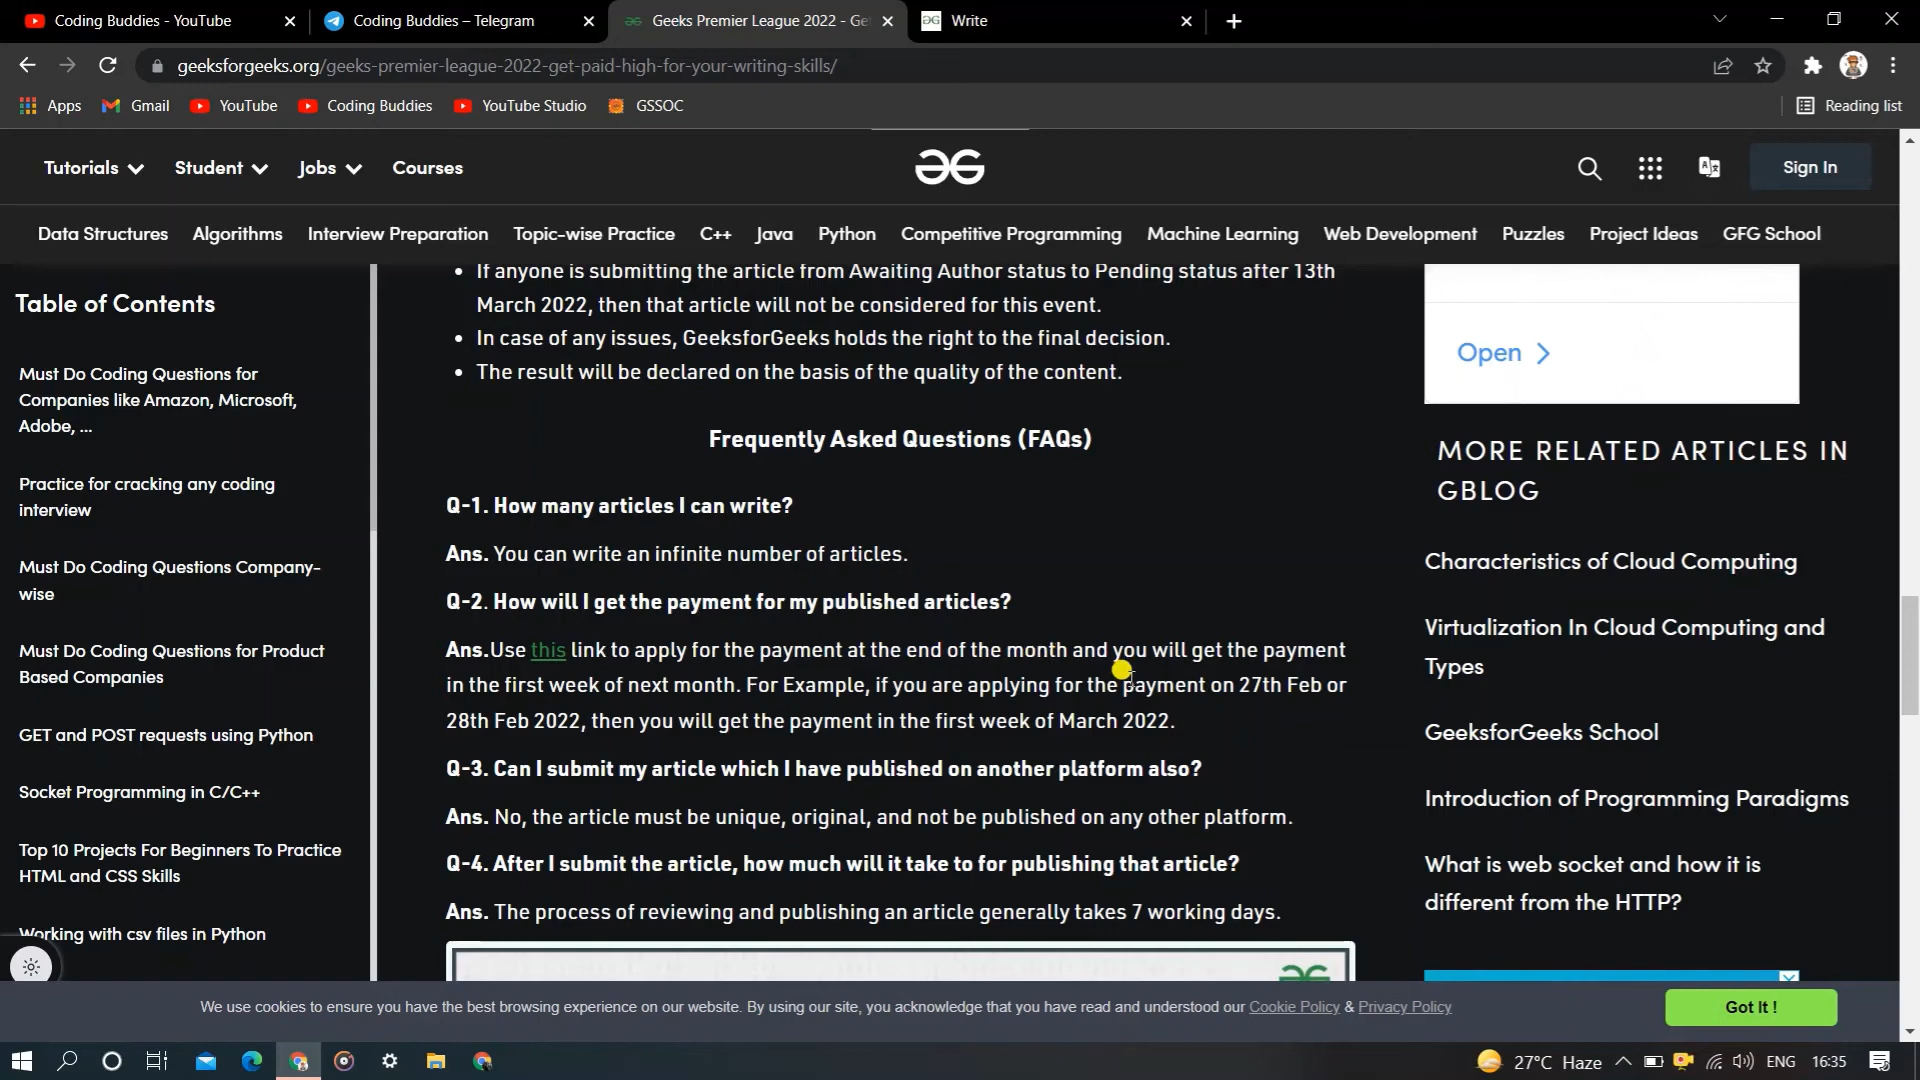 Coding Buddies - YouTube
Coding Buddies – Telegram
Geeks Premier League 2022 - Ge
Write
geeksforgeeks.org/geeks-premier-league-2022-get-paid-high-for-your-writing-skills/
Apps
Gmail
YouTube
Coding Buddies
YouTube Studio
GSSOC
Reading list
Tutorials
Student
Jobs
Courses
Sign In
Data Structures
Algorithms
Interview Preparation
Topic-wise Practice
C++
Java
Python
Competitive Programming
Machine Learning
Web Development
Puzzles
Project Ideas
GFG School
Table of Contents
Must Do Coding Questions for
Companies like Amazon, Microsoft,
Adobe, ...
Practice for cracking any coding
interview
Must Do Coding Questions Company-
wise
Must Do Coding Questions for Product
Based Companies
GET and POST requests using Python
Socket Programming in C/C++
Top 10 Projects For Beginners To Practice
HTML and CSS Skills
Working with csv files in Python
• If anyone is submitting the article from Awaiting Author status to Pending status after 13th
March 2022, then that article will not be considered for this event.
• In case of any issues, GeeksforGeeks holds the right to the final decision.
• The result will be declared on the basis of the quality of the content.
Frequently Asked Questions (FAQs)
Q-1. How many articles I can write?
Ans. You can write an infinite number of articles.
Q-2. How will I get the payment for my published articles?
Ans.Use this link to apply for the payment at the end of the month and you will get the payment
in the first week of next month. For Example, if you are applying for the payment on 27th Feb or
28th Feb 2022, then you will get the payment in the first week of March 2022.
Q-3. Can I submit my article which I have published on another platform also?
Ans. No, the article must be unique, original, and not be published on any other platform.
Q-4. After I submit the article, how much will it take to for publishing that article?
Ans. The process of reviewing and publishing an article generally takes 7 working days.
Open
MORE RELATED ARTICLES IN
GBLOG
Characteristics of Cloud Computing
Virtualization In Cloud Computing and
Types
GeeksforGeeks School
Introduction of Programming Paradigms
What is web socket and how it is
different from the HTTP?
We use cookies to ensure you have the best browsing experience on our website. By using our site, you acknowledge that you have read and understood our Cookie Policy & Privacy Policy
Got It !
27°C Haze
ENG
16:35